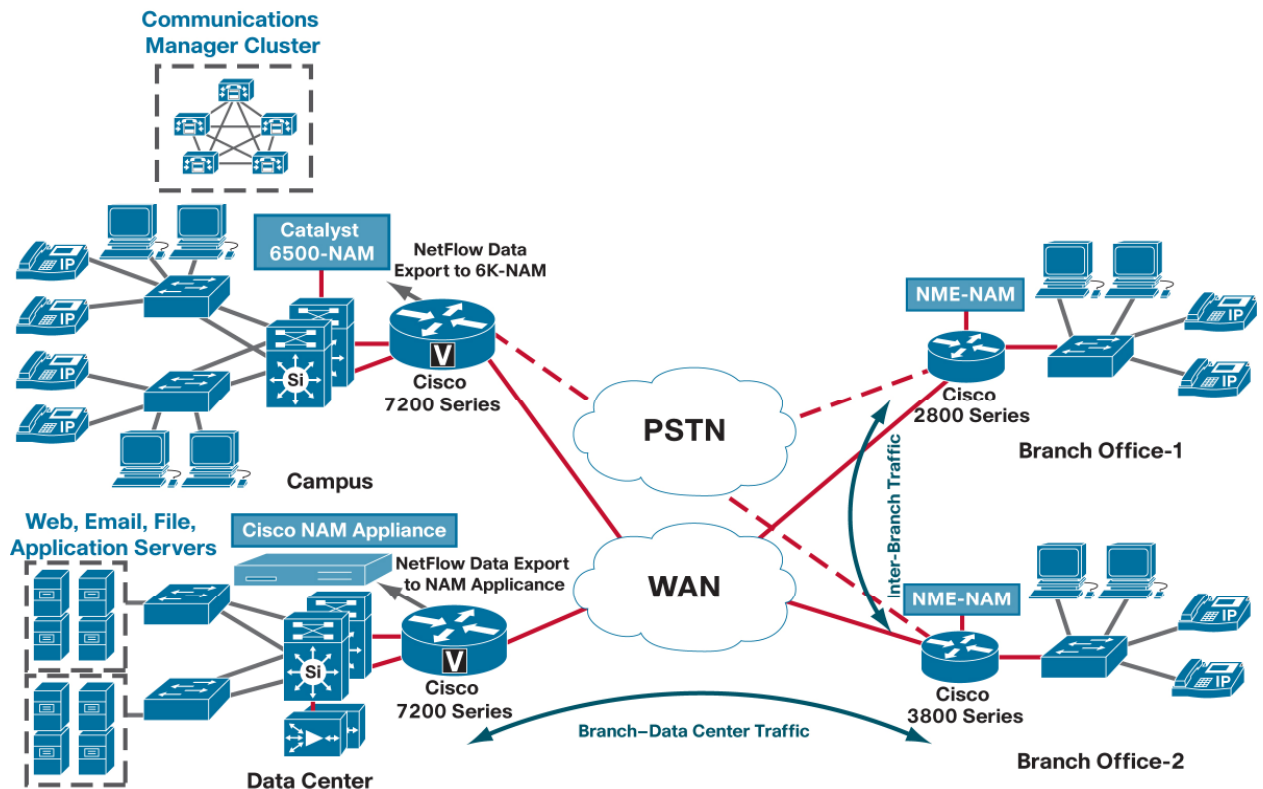 Communications
Manager Cluster
Catalyst
6500-NAM
NetFlow Data
Export to 6K-NAM
IP
IP
IP
IP
Si
V
Cisco
7200 Series
Campus
PSTN
WAN
NME-NAM
Cisco
2800 Series
IP
IP
Branch Office-1
Inter-Branch Traffic
Web, Email, File,
Application Servers
Cisco NAM Appliance
NetFlow Data Export
to NAM Applicance
Si
V
Cisco
7200 Series
Data Center
Branch–Data Center Traffic
NME-NAM
Cisco
3800 Series
IP
IP
Branch Office-2